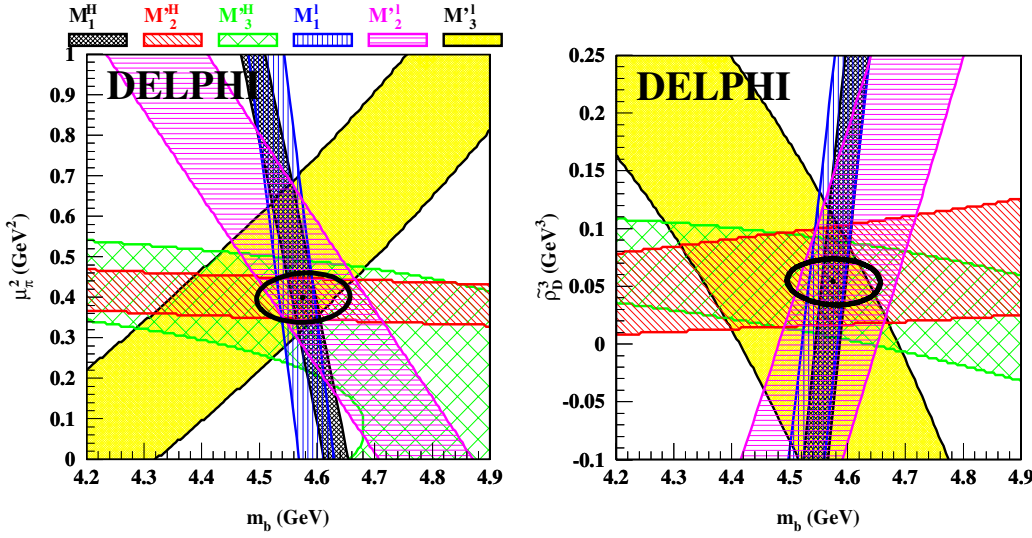 M₁ᴴ M'₂ᴴ M'₃ᴴ M₁ˡ M'₂ˡ M'₃ˡ
DELPHI
μ_π² (GeV²)
1
0.9
0.8
0.7
0.6
0.5
0.4
0.3
0.2
0.1
0
4.2 4.3 4.4 4.5 4.6 4.7 4.8 4.9
m_b (GeV)
DELPHI
ρ̃_D³ (GeV³)
0.25
0.2
0.15
0.1
0.05
0
-0.05
-0.1
4.2 4.3 4.4 4.5 4.6 4.7 4.8 4.9
m_b (GeV)